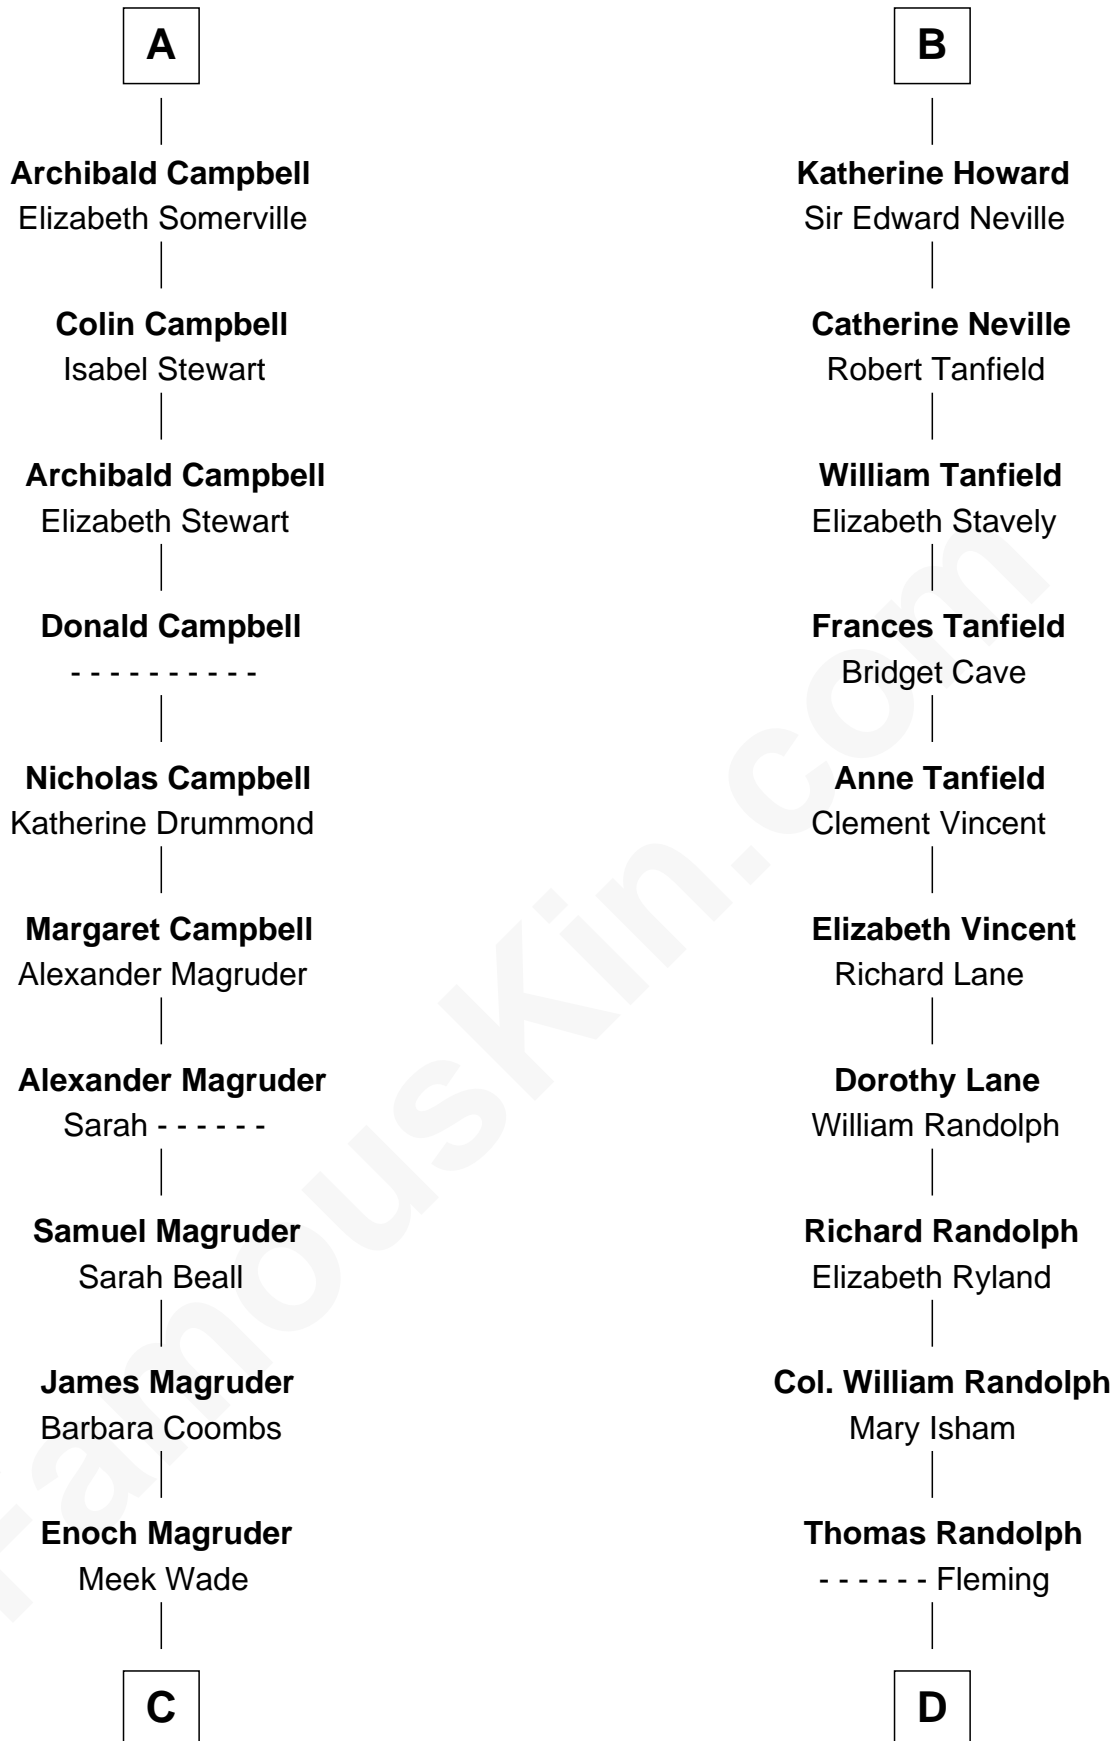 A
Archibald Campbell
Elizabeth Somerville
Colin Campbell
Isabel Stewart
Archibald Campbell
Elizabeth Stewart
Donald Campbell
- - - - - - - - - -
Nicholas Campbell
Katherine Drummond
Margaret Campbell
Alexander Magruder
Alexander Magruder
Sarah - - - - - -
Samuel Magruder
Sarah Beall
James Magruder
Barbara Coombs
Enoch Magruder
Meek Wade
C
B
Katherine Howard
Sir Edward Neville
Catherine Neville
Robert Tanfield
William Tanfield
Elizabeth Stavely
Frances Tanfield
Bridget Cave
Anne Tanfield
Clement Vincent
Elizabeth Vincent
Richard Lane
Dorothy Lane
William Randolph
Richard Randolph
Elizabeth Ryland
Col. William Randolph
Mary Isham
Thomas Randolph
- - - - - - Fleming
D
FamousKin.com